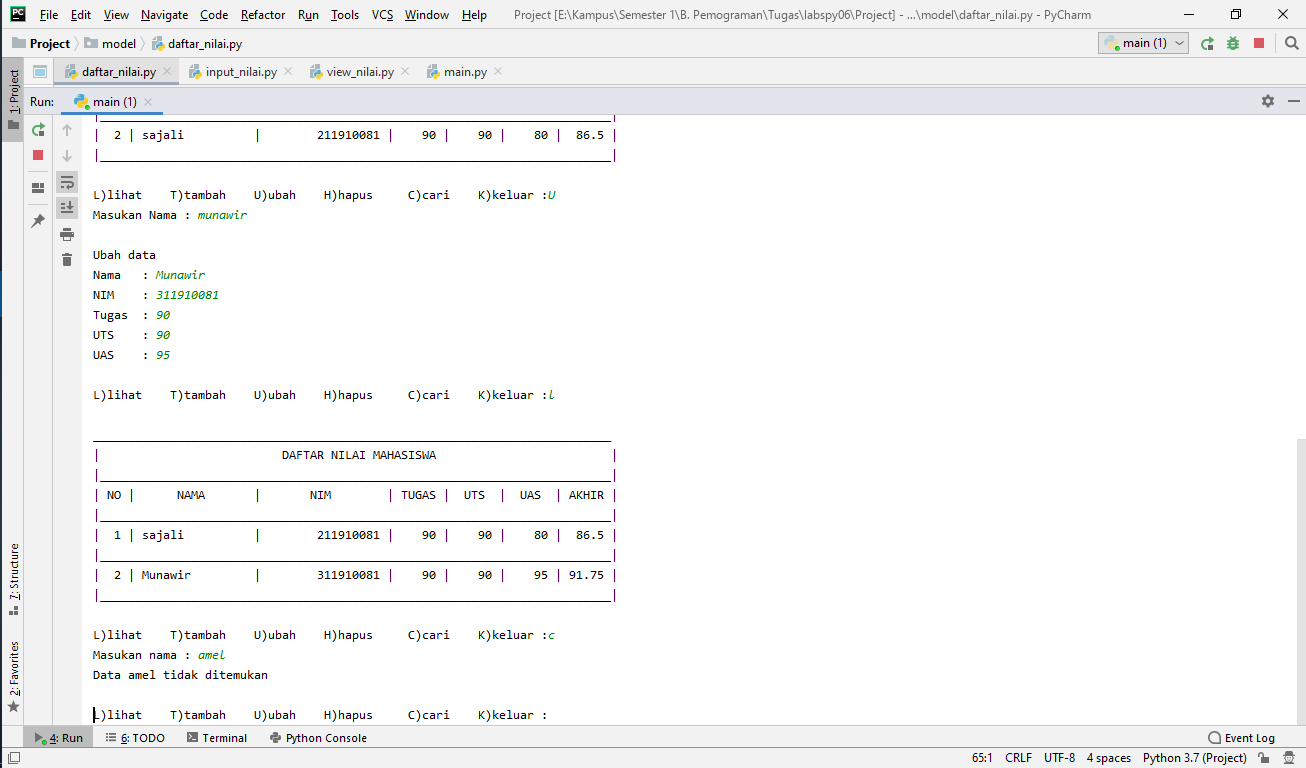 File Edit View Navigate Code Refactor Run Tools VCS Window Help Project [E:\Kampus\Semester 1\B. Pemograman\Tugas\labspy06\Project] - ...\model\daftar_nilai.py - PyCharm
Project model daftar_nilai.py main (1)
1: Project
daftar_nilai.py input_nilai.py view_nilai.py main.py
Run: main (1)
| 2 | sajali | 211910081 | 90 | 90 | 80 | 86.5 |
L)lihat T)tambah U)ubah H)hapus C)cari K)keluar :U
Masukan Nama : munawir
Ubah data
Nama : Munawir
NIM : 311910081
Tugas : 90
UTS : 90
UAS : 95
L)lihat T)tambah U)ubah H)hapus C)cari K)keluar :l
| DAFTAR NILAI MAHASISWA |
| NO | NAMA | NIM | TUGAS | UTS | UAS | AKHIR |
| 1 | sajali | 211910081 | 90 | 90 | 80 | 86.5 |
| 2 | Munawir | 311910081 | 90 | 90 | 95 | 91.75 |
L)lihat T)tambah U)ubah H)hapus C)cari K)keluar :c
Masukan nama : amel
Data amel tidak ditemukan
L)lihat T)tambah U)ubah H)hapus C)cari K)keluar :
7: Structure
2: Favorites
4: Run 6: TODO Terminal Python Console Event Log
65:1 CRLF UTF-8 4 spaces Python 3.7 (Project)